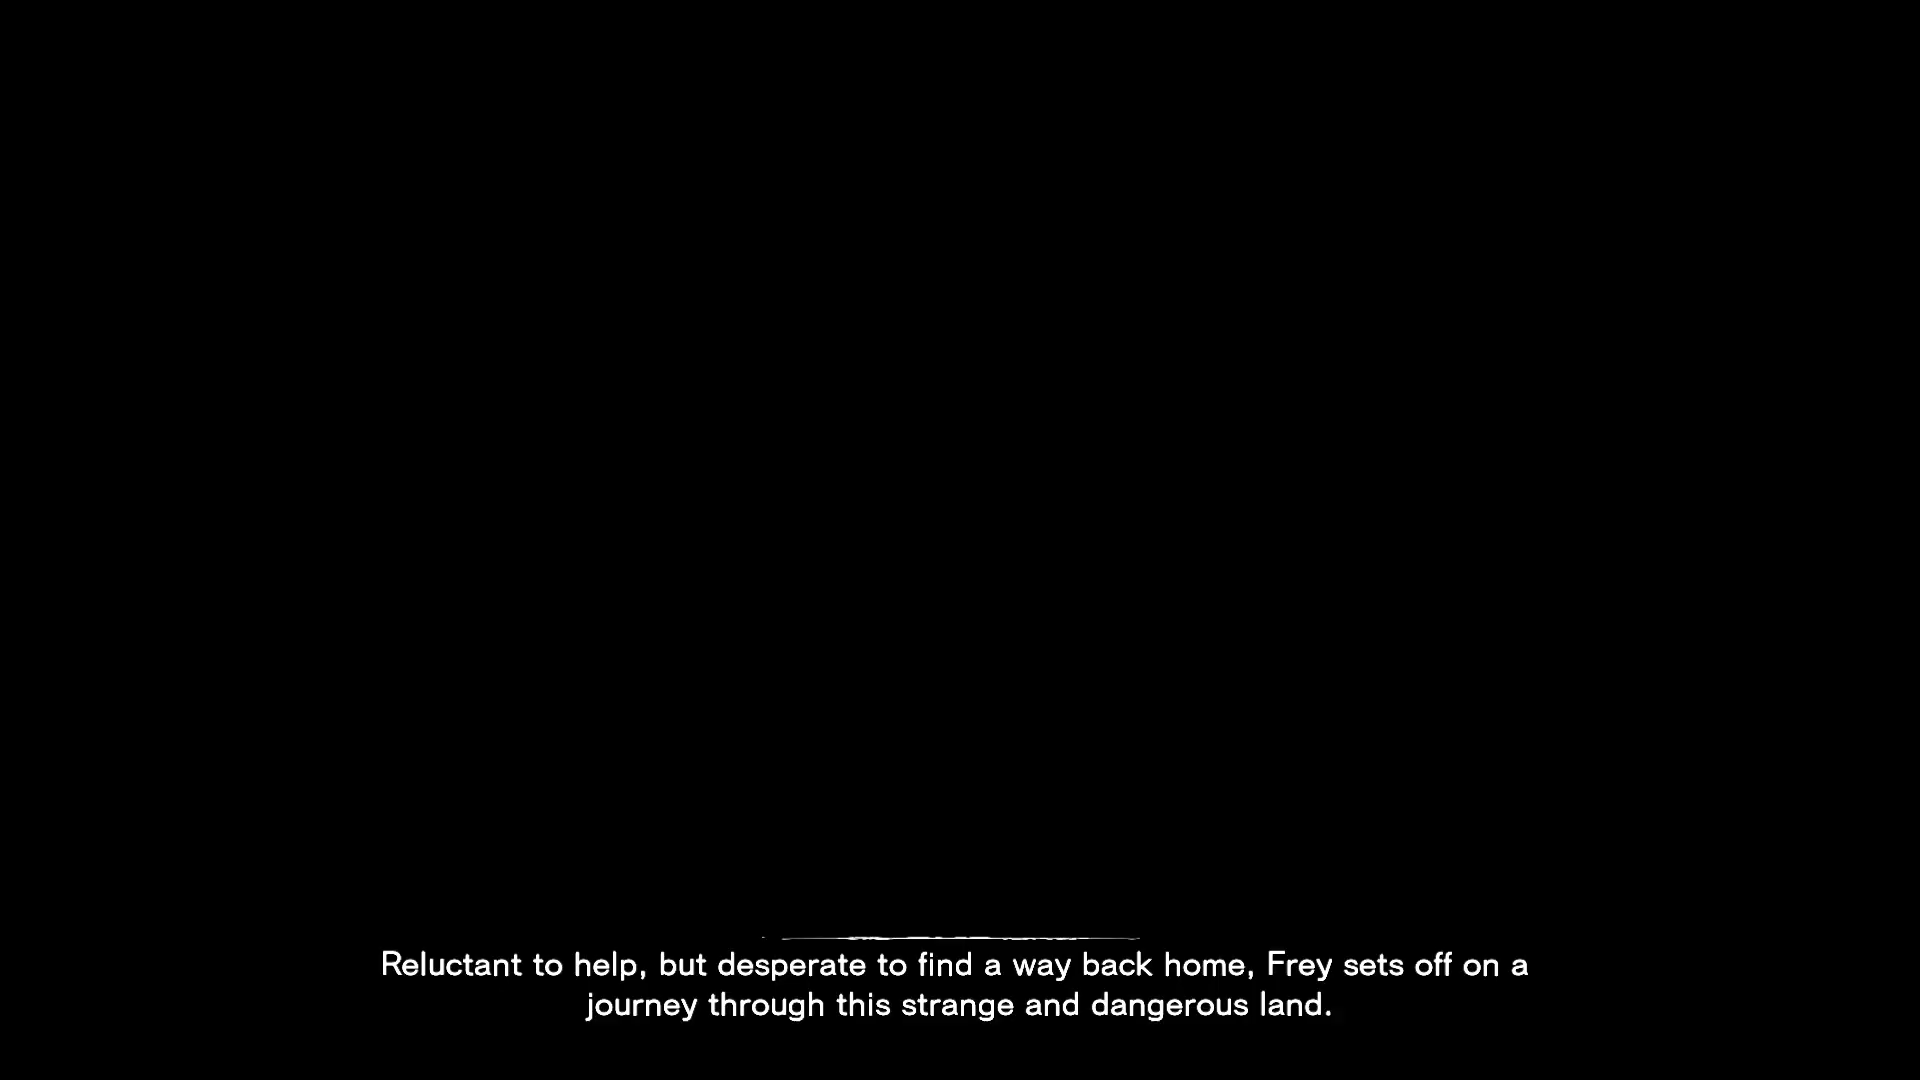 Reluctant to help, but desperate to find a way back home, Frey sets off on a
journey through this strange and dangerous land.